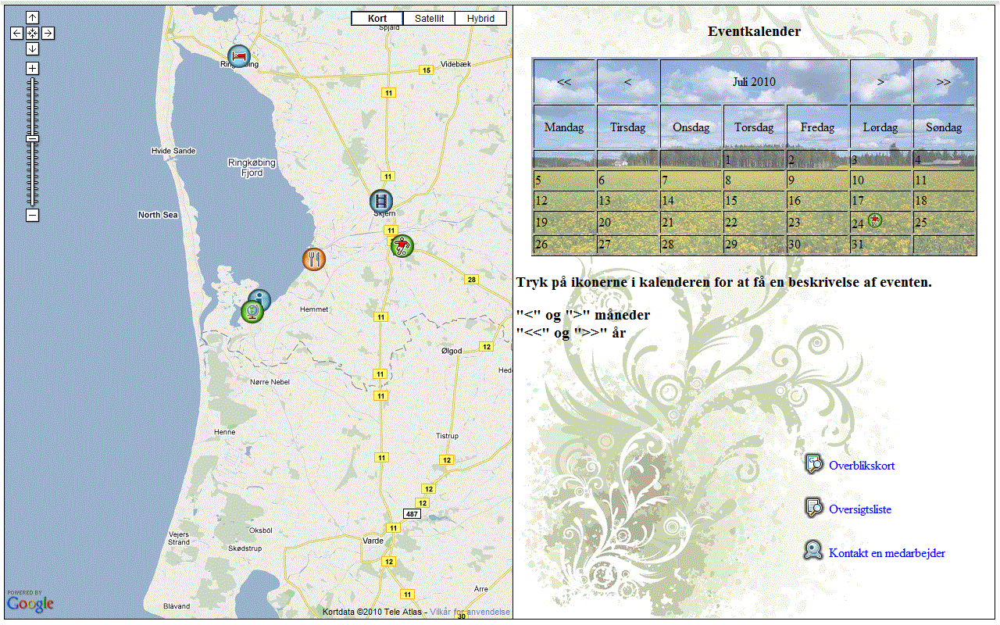 Kort Satellit Hybrid
Spjald
Ringkøbing
Videbæk
15
11
Hvide Sande
Ringkøbing
Fjord
11
North Sea
Skjern
11
28
Hemmet
11
12
Ølgod
11
Nørre Nebel
11
Henne
Tistrup
11
12
12
12
487
11
Vejers
Strand
Oksböl
Skødstrup
Varde
12
11
Arre
Blåvand
POWERED BY
Google
Kortdata ©2010 Tele Atlas - Vilkår for anvendelse
30
Eventkalender
<< < Juli 2010 > >>
Mandag Tirsdag Onsdag Torsdag Fredag Lørdag Søndag
1 2 3 4
5 6 7 8 9 10 11
12 13 14 15 16 17 18
19 20 21 22 23 24 25
26 27 28 29 30 31
Tryk på ikonerne i kalenderen for at få en beskrivelse af eventen.
"<" og ">" måneder
"<<" og ">>" år
Overblikskort
Oversigtsliste
Kontakt en medarbejder